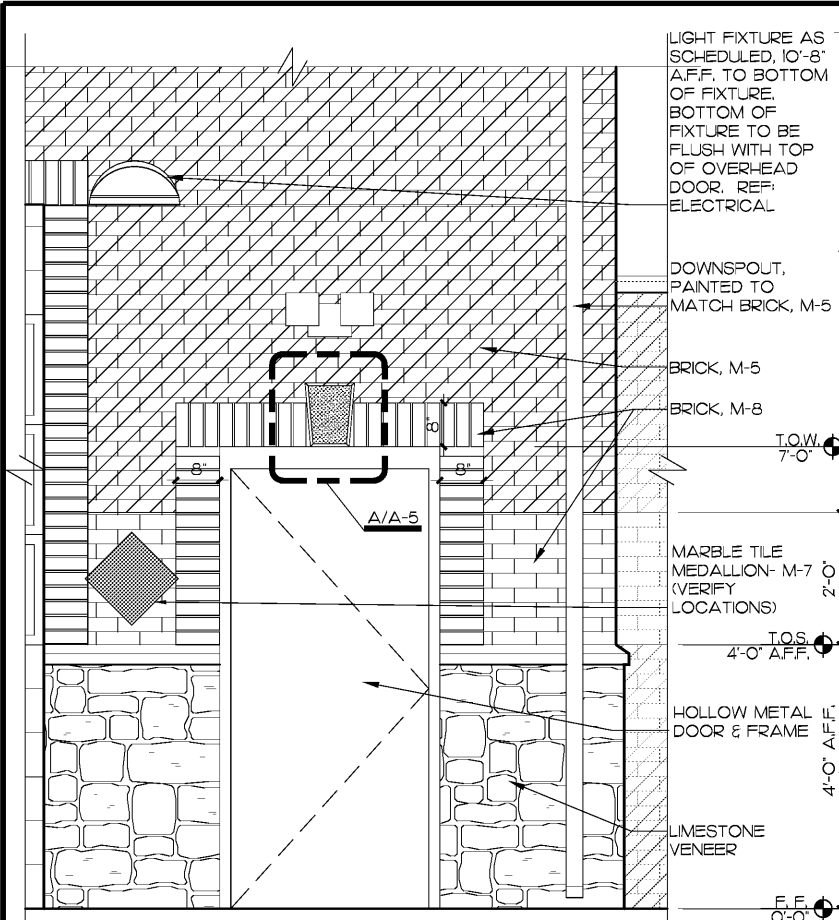 LIGHT FIXTURE AS
SCHEDULED, 10'-8"
A.F.F. TO BOTTOM
OF FIXTURE.
BOTTOM OF
FIXTURE TO BE
FLUSH WITH TOP
OF OVERHEAD
DOOR. REF:
ELECTRICAL
DOWNSPOUT,
PAINTED TO
MATCH BRICK, M-5
BRICK, M-5
BRICK, M-8
8"
T.O.W.
7'-0"
8"
8"
A/A-5
MARBLE TILE
MEDALLION- M-7
(VERIFY
LOCATIONS)
2'-0"
T.O.S.
4'-0" A.F.F.
HOLLOW METAL
DOOR & FRAME
4'-0" A.F.F.
LIMESTONE
VENEER
F.F.
0'-0"